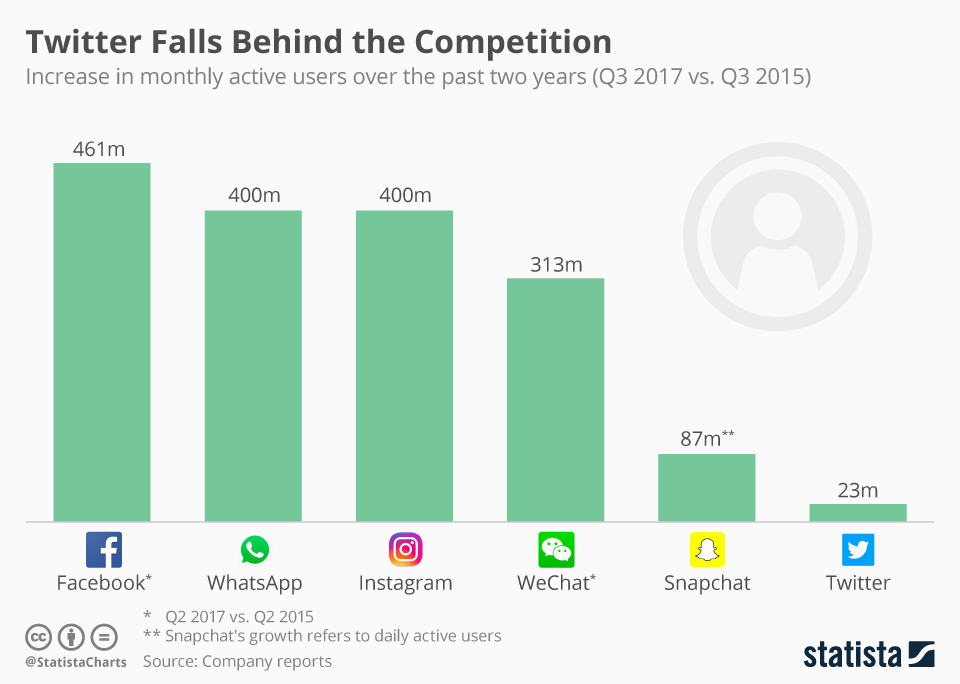 Twitter Falls Behind the Competition
Increase in monthly active users over the past two years (Q3 2017 vs. Q3 2015)
461m
400m
400m
313m
87m**
23m
Facebook*
WhatsApp
Instagram
WeChat*
Snapchat
Twitter
* Q2 2017 vs. Q2 2015
** Snapchat's growth refers to daily active users
cc
@StatistaCharts
Source: Company reports
statista